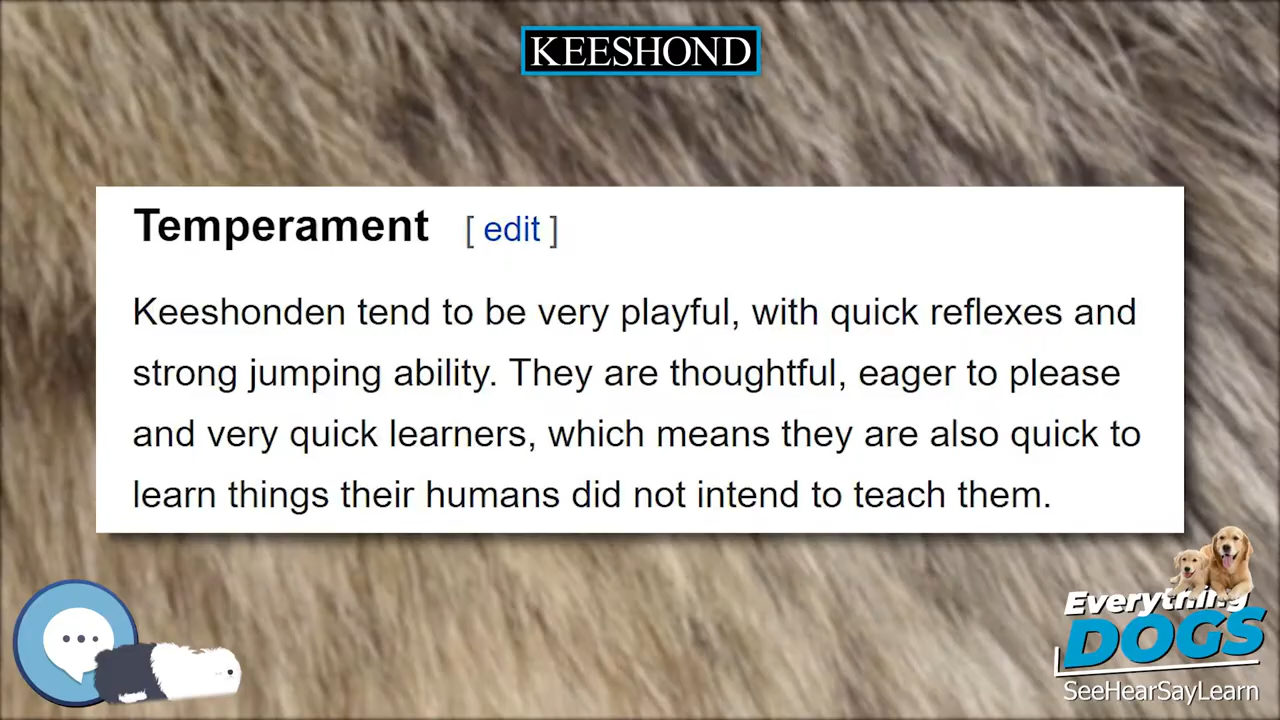 KEESHOND
Temperament [ edit ]
Keeshonden tend to be very playful, with quick reflexes and
strong jumping ability. They are thoughtful, eager to please
and very quick learners, which means they are also quick to
learn things their humans did not intend to teach them.
Everything
DOGS
SeeHearSayLearn